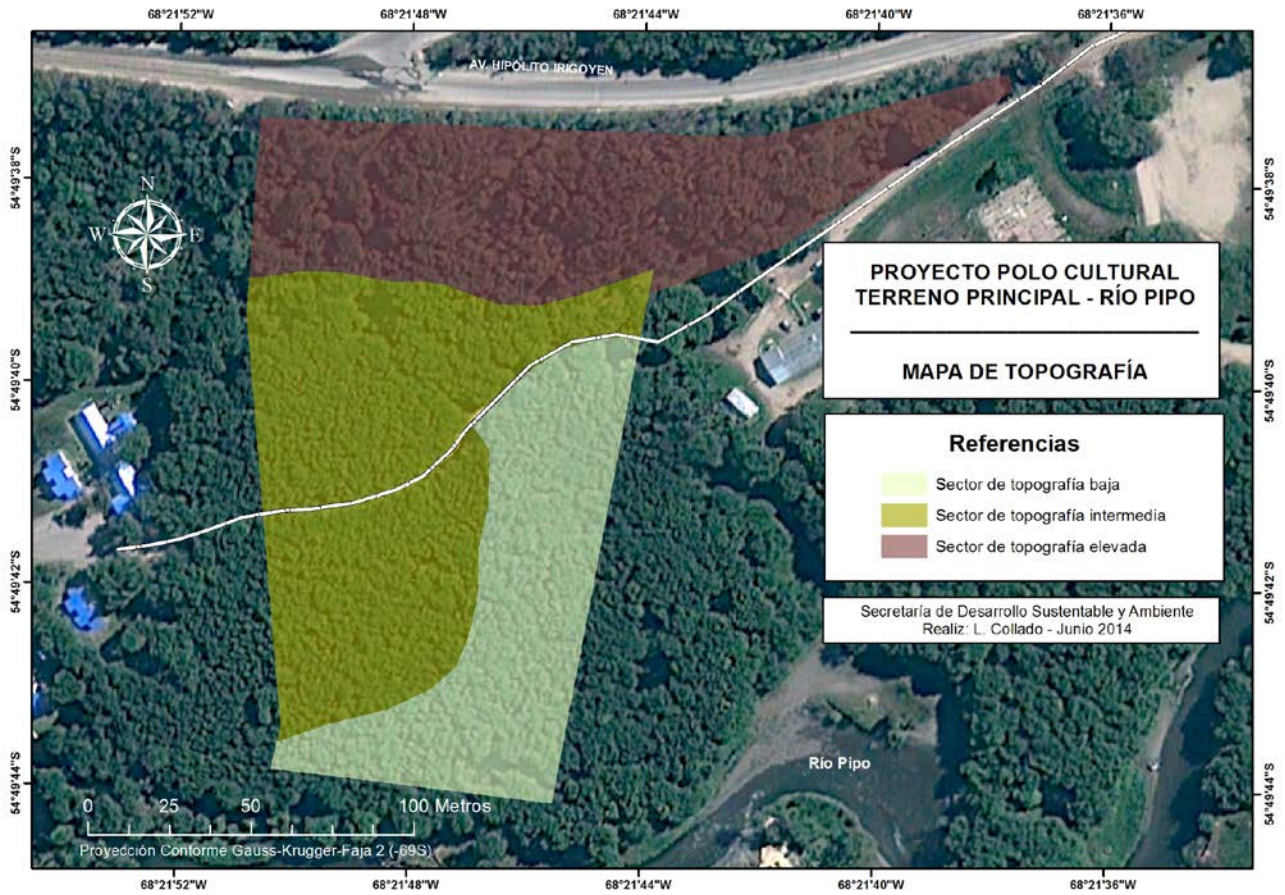 68°21'52"W 68°21'48"W 68°21'44"W 68°21'40"W 68°21'36"W
AV. HIPÓLITO IRIGOYEN
54°49'38"S
54°49'38"S
N
W E
S
PROYECTO POLO CULTURAL
TERRENO PRINCIPAL - RÍO PIPO
MAPA DE TOPOGRAFÍA
54°49'40"S
54°49'40"S
Referencias
Sector de topografía baja
Sector de topografía intermedia
Sector de topografía elevada
54°49'42"S
54°49'42"S
Secretaría de Desarrollo Sustentable y Ambiente
Realiz: L. Collado - Junio 2014
Río Pipo
54°49'44"S
54°49'44"S
0 25 50 100 Metros
Proyección Conforme Gauss-Krugger-Faja 2 (-69S)
68°21'52"W 68°21'48"W 68°21'44"W 68°21'40"W 68°21'36"W